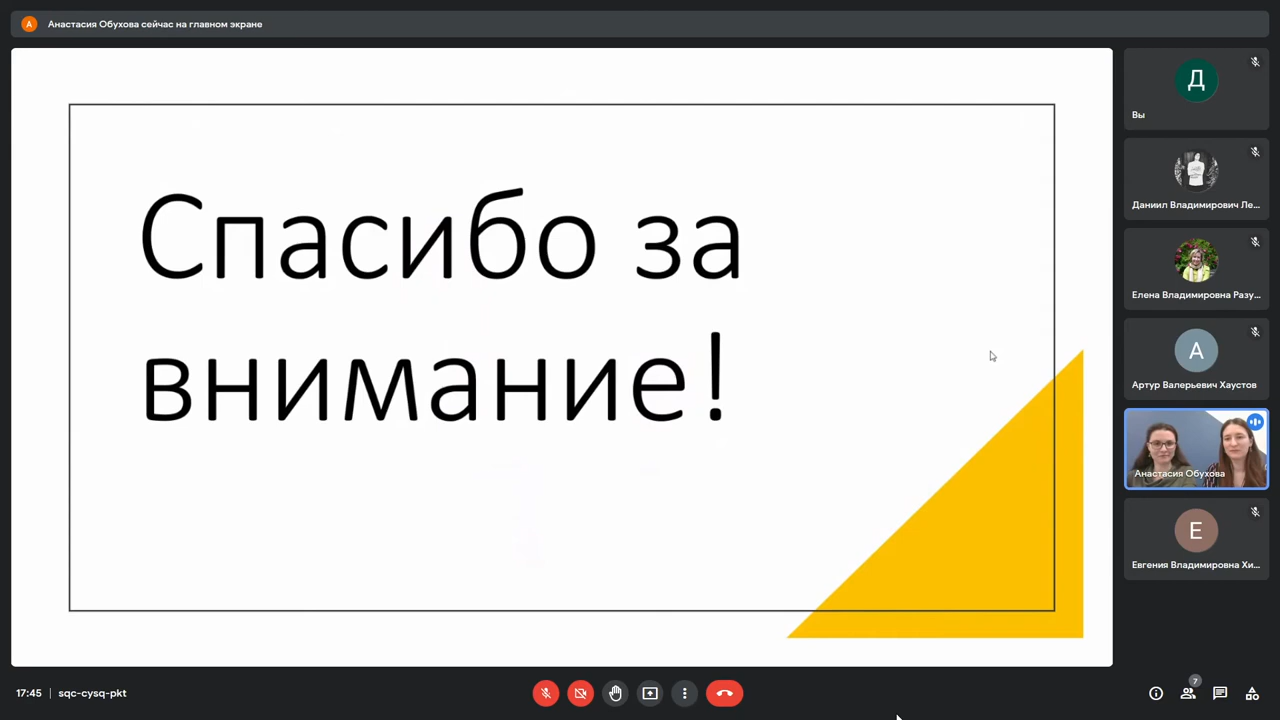 А
Анастасия Обухова сейчас на главном экране
Спасибо за
внимание!
Д
Вы
Даниил Владимирович Ле...
Елена Владимировна Разу...
А
Артур Валерьевич Хаустов
Анастасия Обухова
Е
Евгения Владимировна Хи...
17:45 | sqc-cysq-pkt
7